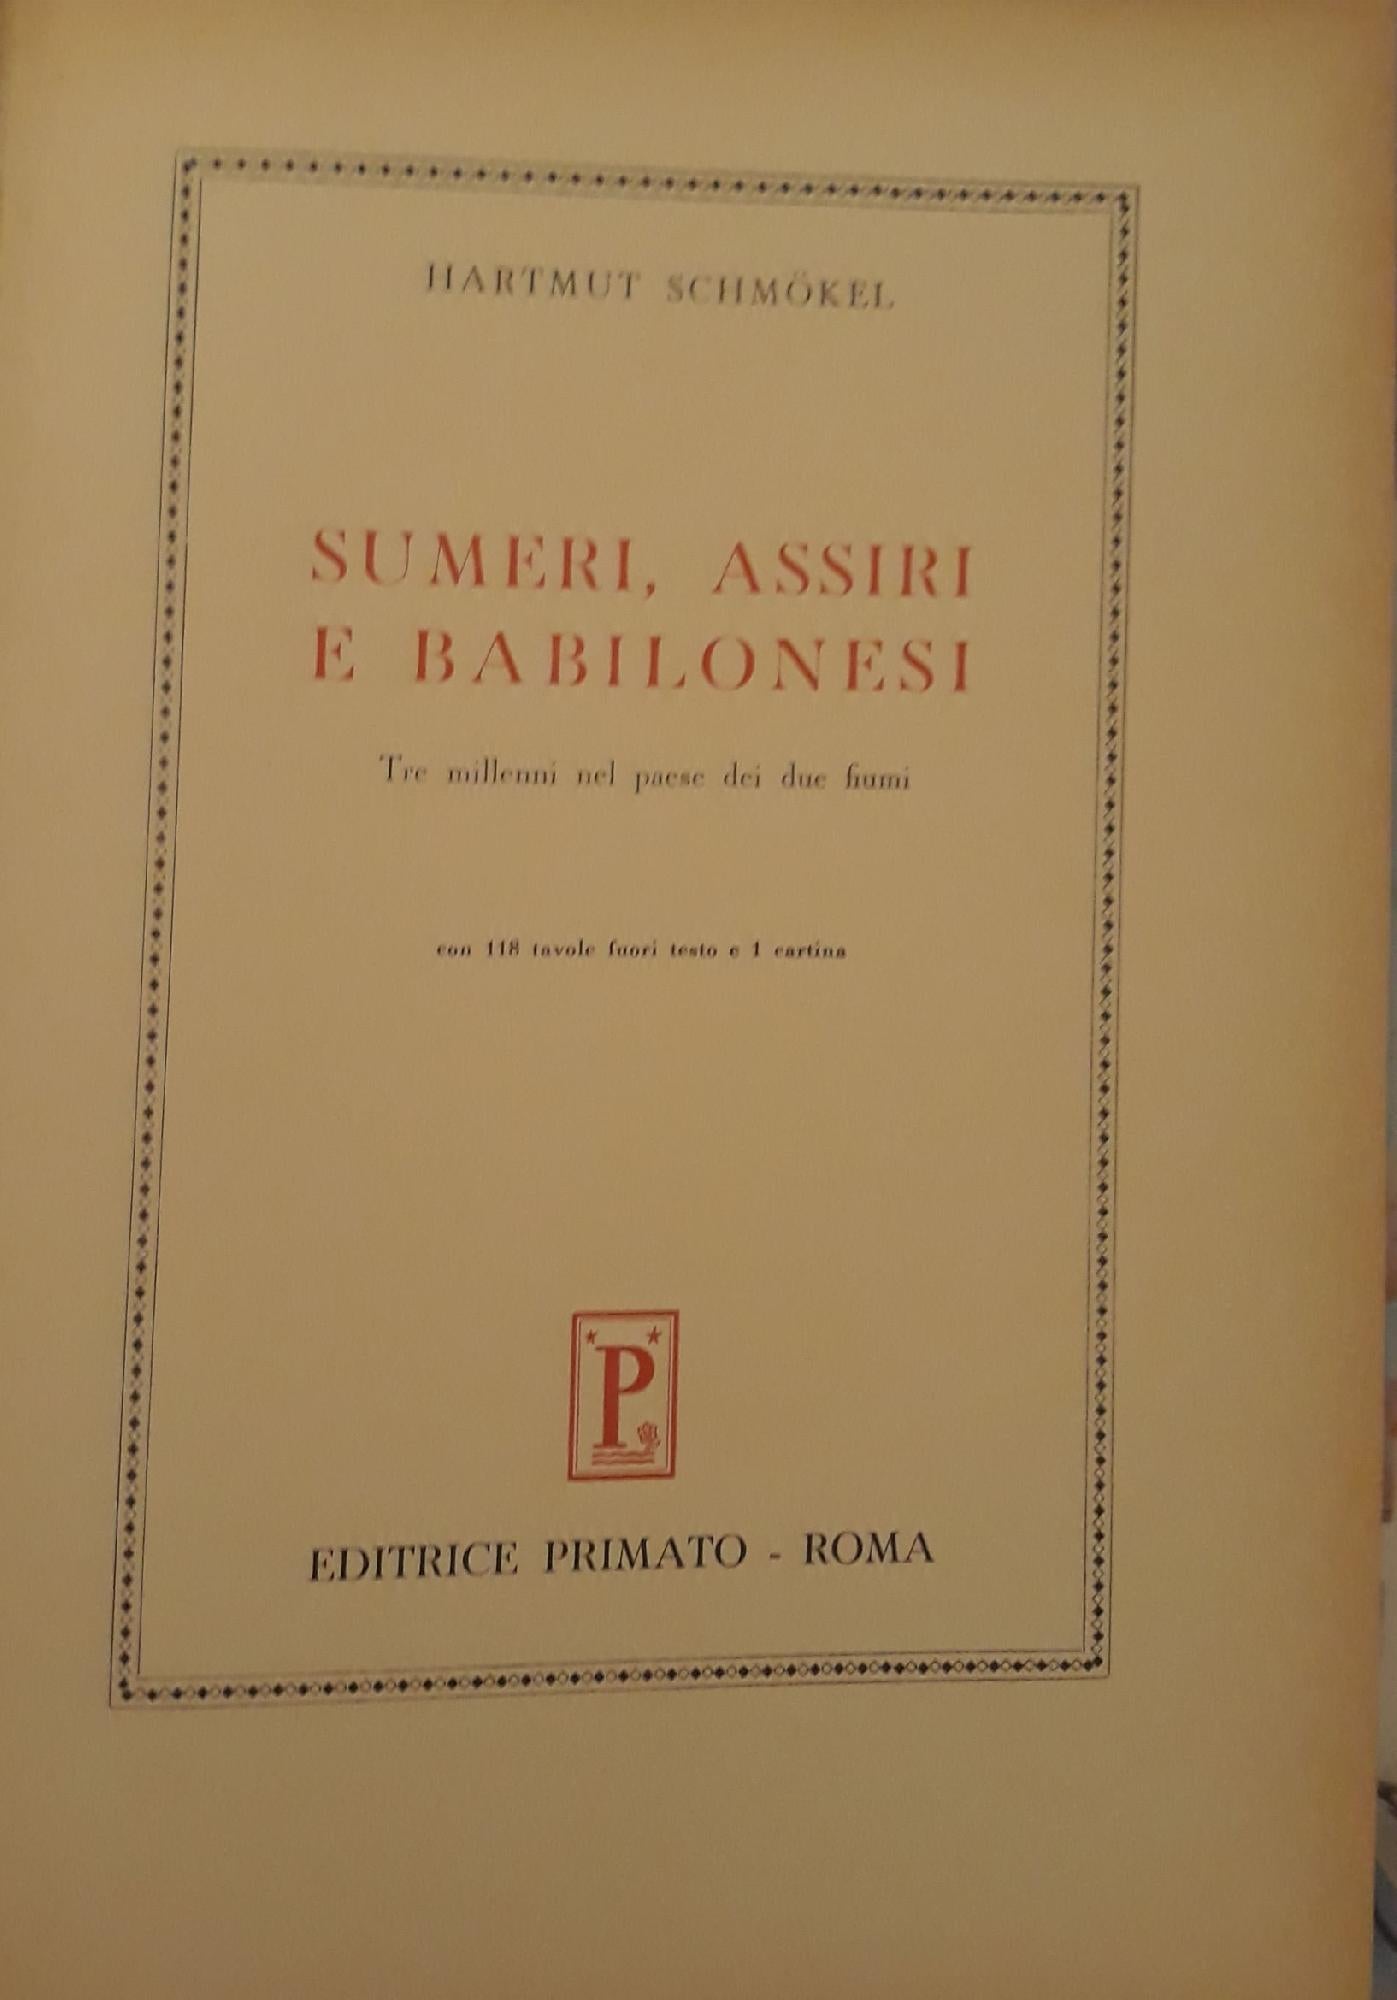 HARTMUT SCHMÖKEL
SUMERI, ASSIRI
E BABILONESI
Tre millenni nel paese dei due fiumi
con 118 tavole fuori testo e 1 cartina
P
EDITRICE PRIMATO - ROMA